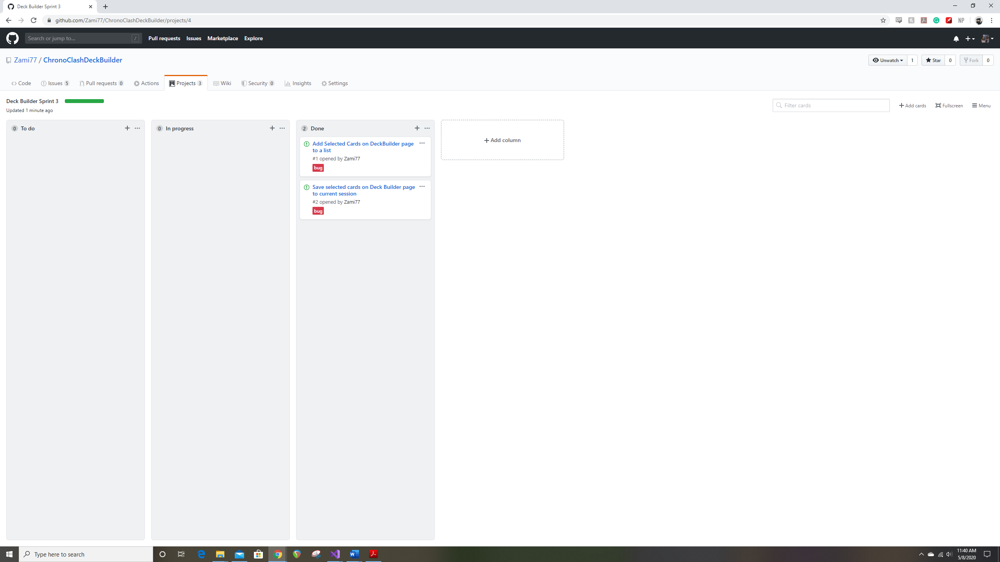 Deck Builder Sprint 3
github.com/Zami77/ChronoClashDeckBuilder/projects/4
NP
Search or jump to... /
Pull requests Issues Marketplace Explore
Zami77 / ChronoClashDeckBuilder
Unwatch 1 Star 0 Fork 0
Code Issues 5 Pull requests 0 Actions Projects 3 Wiki Security 0 Insights Settings
Deck Builder Sprint 3
Updated 1 minute ago
Filter cards
Add cards Fullscreen Menu
0 To do
0 In progress
2 Done
Add Selected Cards on DeckBuilder page
to a list
#1 opened by Zami77
bug
Save selected cards on Deck Builder page
to current session
#2 opened by Zami77
bug
Add column
Type here to search
11:40 AM
5/8/2020